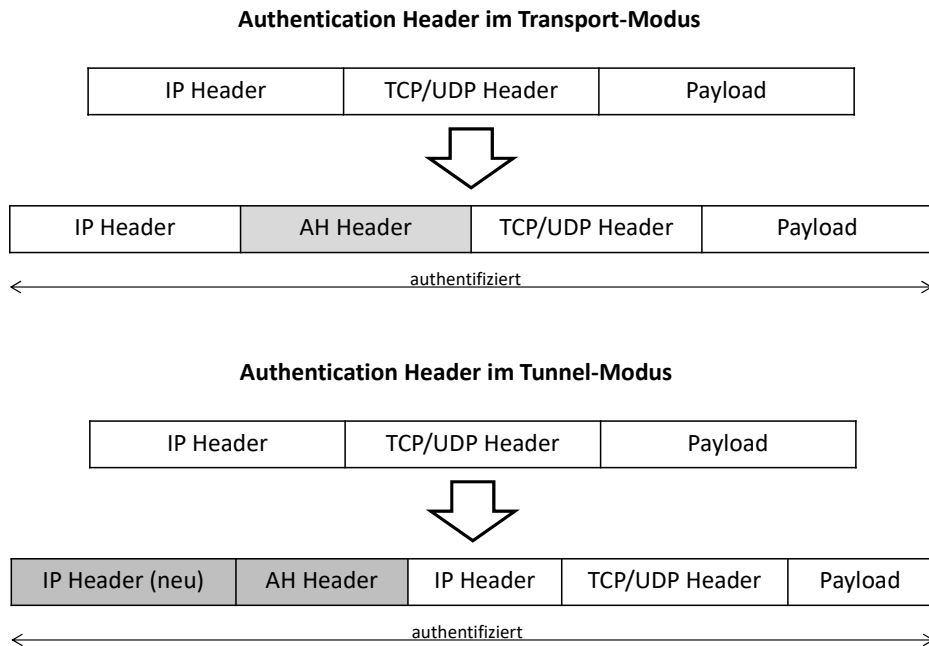 Authentication Header im Transport-Modus
IP Header TCP/UDP Header Payload
IP Header AH Header TCP/UDP Header Payload
authentifiziert
Authentication Header im Tunnel-Modus
IP Header TCP/UDP Header Payload
IP Header (neu) AH Header IP Header TCP/UDP Header Payload
authentifiziert